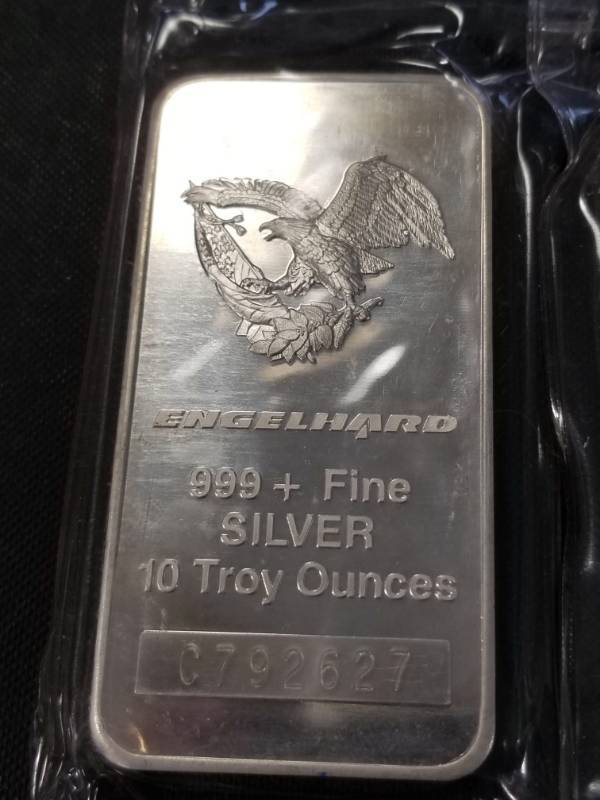 ENGELHARD
999 + Fine
SILVER
10 Troy Ounces
C792627